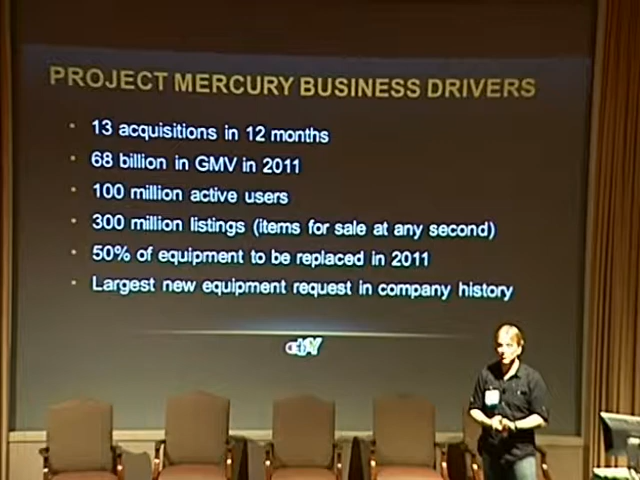 PROJECT MERCURY BUSINESS DRIVERS
13 acquisitions in 12 months
68 billion in GMV in 2011
100 million active users
300 million listings (items for sale at any second)
50% of equipment to be replaced in 2011
Largest new equipment request in company history
ebY